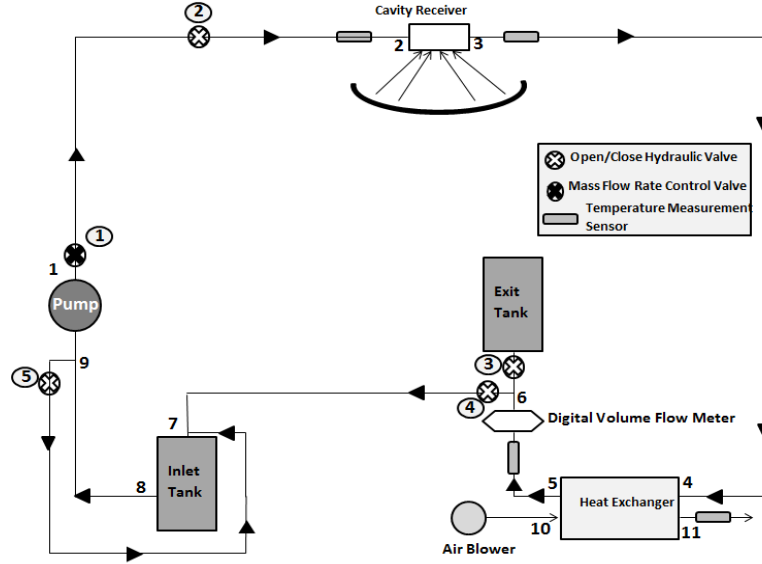 2
Cavity Receiver
2
3
Open/Close Hydraulic Valve
Mass Flow Rate Control Valve
Temperature Measurement
Sensor
1
1
Pump
Exit
Tank
3
5
9
4
6
7
Digital Volume Flow Meter
Inlet
Tank
8
5
4
Heat Exchanger
10
11
Air Blower